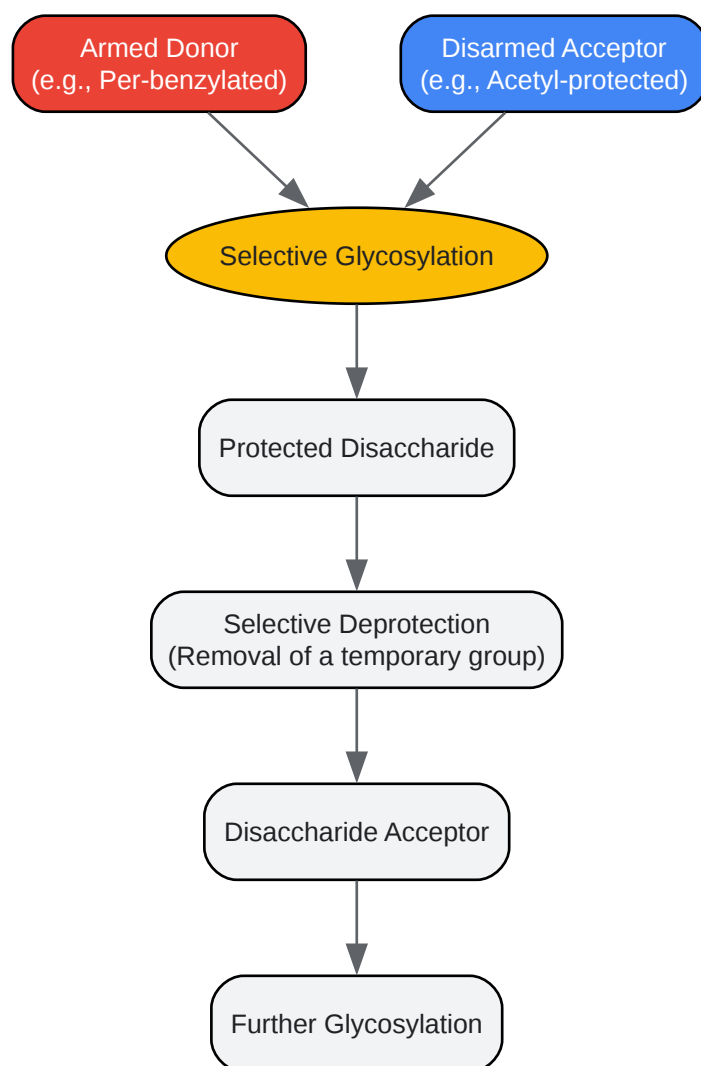 Armed Donor
(e.g., Per-benzylated)
Disarmed Acceptor
(e.g., Acetyl-protected)
Selective Glycosylation
Protected Disaccharide
Selective Deprotection
(Removal of a temporary group)
Disaccharide Acceptor
Further Glycosylation